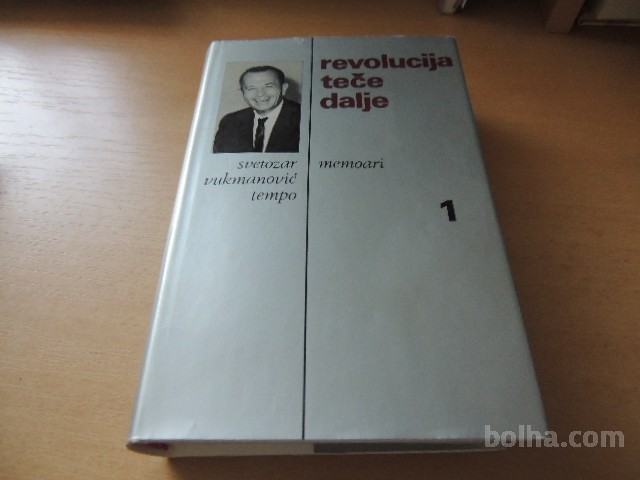 revolucija
teče
dalje
svetozar
vukmanović
tempo
memoari
1
bolha.com